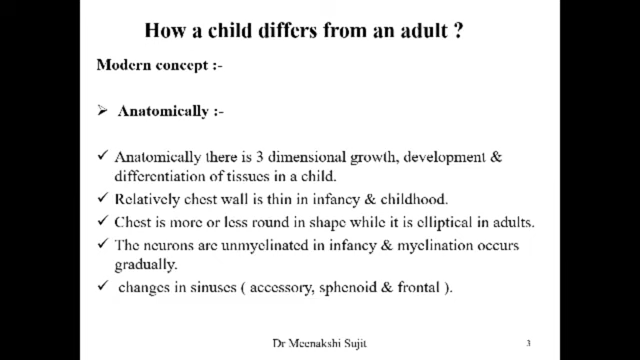 How a child differs from an adult ?
Modern concept :-
➢ Anatomically :-
✓ Anatomically there is 3 dimensional growth, development &
differentiation of tissues in a child.
✓ Relatively chest wall is thin in infancy & childhood.
✓ Chest is more or less round in shape while it is elliptical in adults.
✓ The neurons are unmyelinated in infancy & myelination occurs
gradually.
✓ changes in sinuses ( accessory, sphenoid & frontal ).
Dr Meenakshi Sujit
3